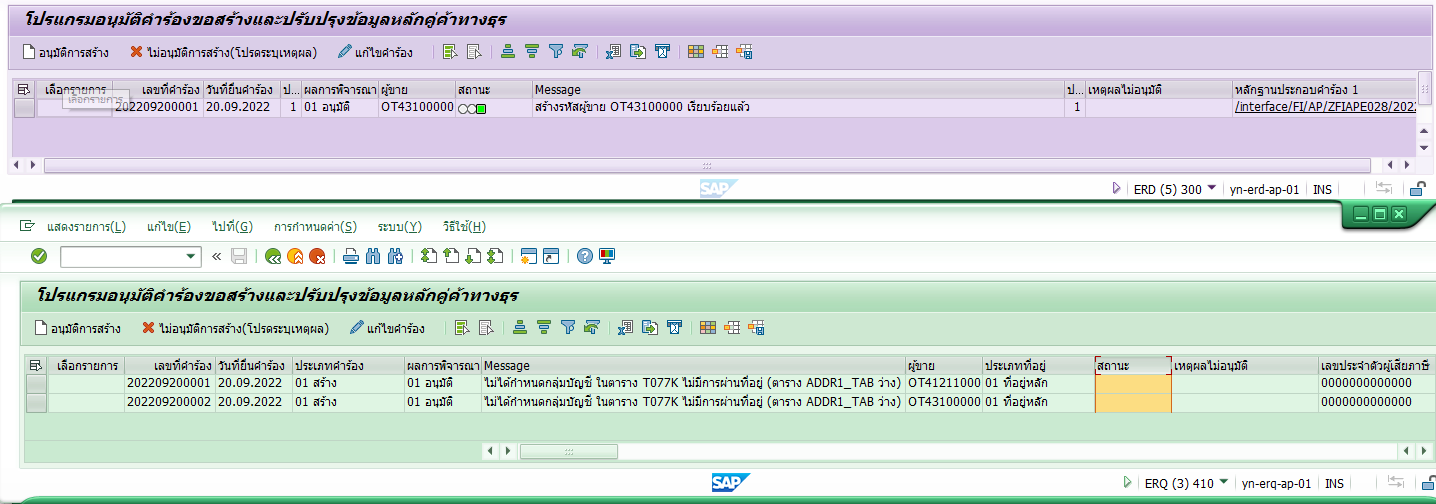 โปรแกรมอนุมัติคำร้องขอสร้างและปรับปรุงข้อมูลหลักคู่ค้าทางธุร
อนุมัติการสร้าง ไม่อนุมัติการสร้าง(โปรดระบุเหตุผล) แก้ไขคำร้อง
เลือกรายการ เลขที่คำร้อง วันที่ยื่นคำร้อง ป... ผลการพิจารณา ผู้ขาย สถานะ Message ป... เหตุผลไม่อนุมัติ หลักฐานประกอบคำร้อง 1
เลือกรายการ
202209200001 20.09.2022 1 01 อนุมัติ OT43100000 สร้างรหัสผู้ขาย OT43100000 เรียบร้อยแล้ว 1 /interface/FI/AP/ZFIAPE028/202
SAP ERD (5) 300 yn-erd-ap-01 INS
แสดงรายการ(L) แก้ไข(E) ไปที่(G) การกำหนดค่า(S) ระบบ(Y) วิธีใช้(H)
โปรแกรมอนุมัติคำร้องขอสร้างและปรับปรุงข้อมูลหลักคู่ค้าทางธุร
อนุมัติการสร้าง ไม่อนุมัติการสร้าง(โปรดระบุเหตุผล) แก้ไขคำร้อง
เลือกรายการ เลขที่คำร้อง วันที่ยื่นคำร้อง ประเภทคำร้อง ผลการพิจารณา Message ผู้ขาย ประเภทที่อยู่ สถานะ เหตุผลไม่อนุมัติ เลขประจำตัวผู้เสียภาษี
202209200001 20.09.2022 01 สร้าง 01 อนุมัติ ไม่ได้กำหนดกลุ่มบัญชี ในตาราง T077K ไม่มีการผ่านที่อยู่ (ตาราง ADDR1_TAB ว่าง) OT41211000 01 ที่อยู่หลัก 0000000000000
202209200002 20.09.2022 01 สร้าง 01 อนุมัติ ไม่ได้กำหนดกลุ่มบัญชี ในตาราง T077K ไม่มีการผ่านที่อยู่ (ตาราง ADDR1_TAB ว่าง) OT43100000 01 ที่อยู่หลัก 0000000000000
SAP ERQ (3) 410 yn-erq-ap-01 INS